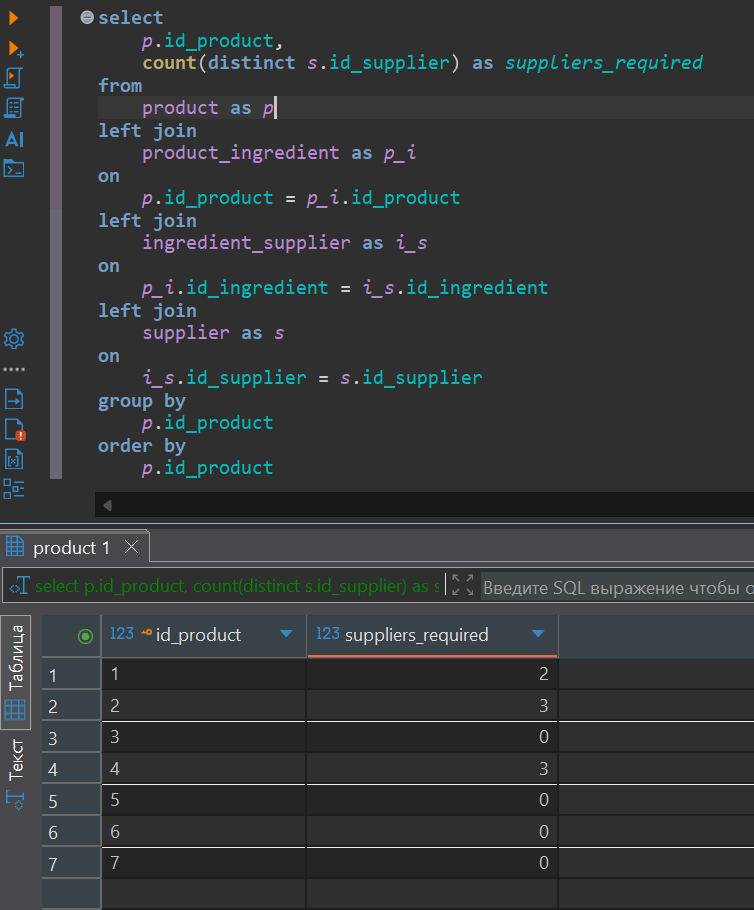 select
p.id_product,
count(distinct s.id_supplier) as suppliers_required
from
product as p
left join
product_ingredient as p_i
on
p.id_product = p_i.id_product
left join
ingredient_supplier as i_s
on
p_i.id_ingredient = i_s.id_ingredient
left join
supplier as s
on
i_s.id_supplier = s.id_supplier
group by
p.id_product
order by
p.id_product
AI
product 1
select p.id_product, count(distinct s.id_supplier) as s
Введите SQL выражение чтобы о
Таблица
Текст
123 id_product 123 suppliers_required
1 1 2
2 2 3
3 3 0
4 4 3
5 5 0
6 6 0
7 7 0